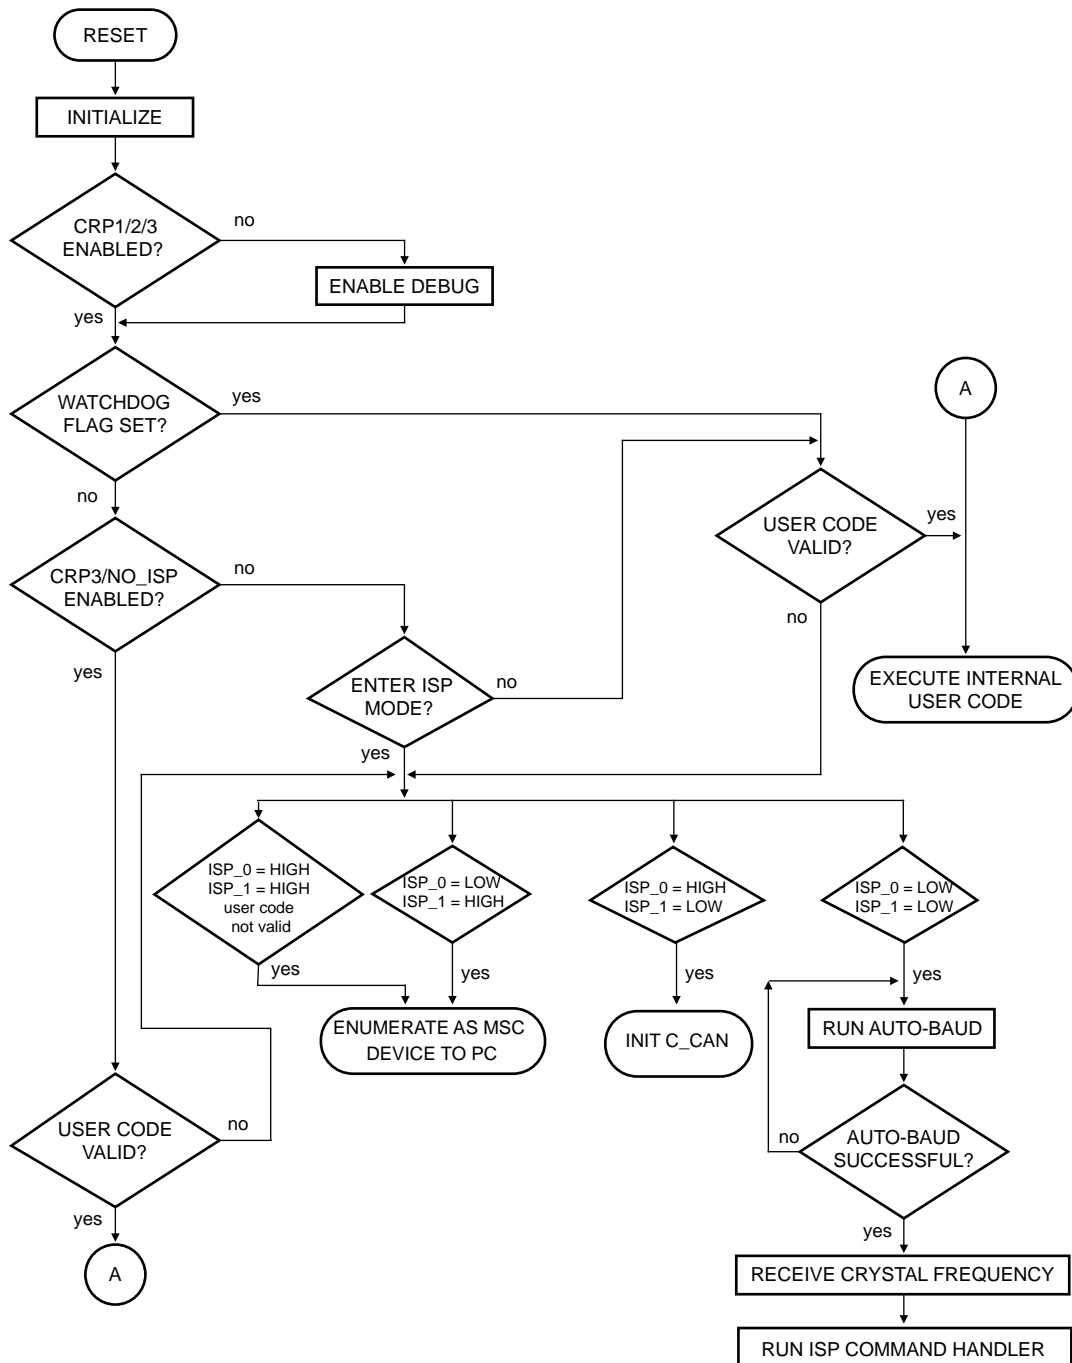 RESET
INITIALIZE
CRP1/2/3
ENABLED?
no
ENABLE DEBUG
yes
WATCHDOG
FLAG SET?
yes
A
no
USER CODE
VALID?
yes
CRP3/NO_ISP
ENABLED?
no
no
yes
ENTER ISP
MODE?
no
EXECUTE INTERNAL
USER CODE
yes
ISP_0 = HIGH
ISP_1 = HIGH
user code
not valid
ISP_0 = LOW
ISP_1 = HIGH
ISP_0 = HIGH
ISP_1 = LOW
ISP_0 = LOW
ISP_1 = LOW
yes
yes
yes
yes
ENUMERATE AS MSC
DEVICE TO PC
INIT C_CAN
RUN AUTO-BAUD
USER CODE
VALID?
no
no
AUTO-BAUD
SUCCESSFUL?
yes
yes
A
RECEIVE CRYSTAL FREQUENCY
RUN ISP COMMAND HANDLER